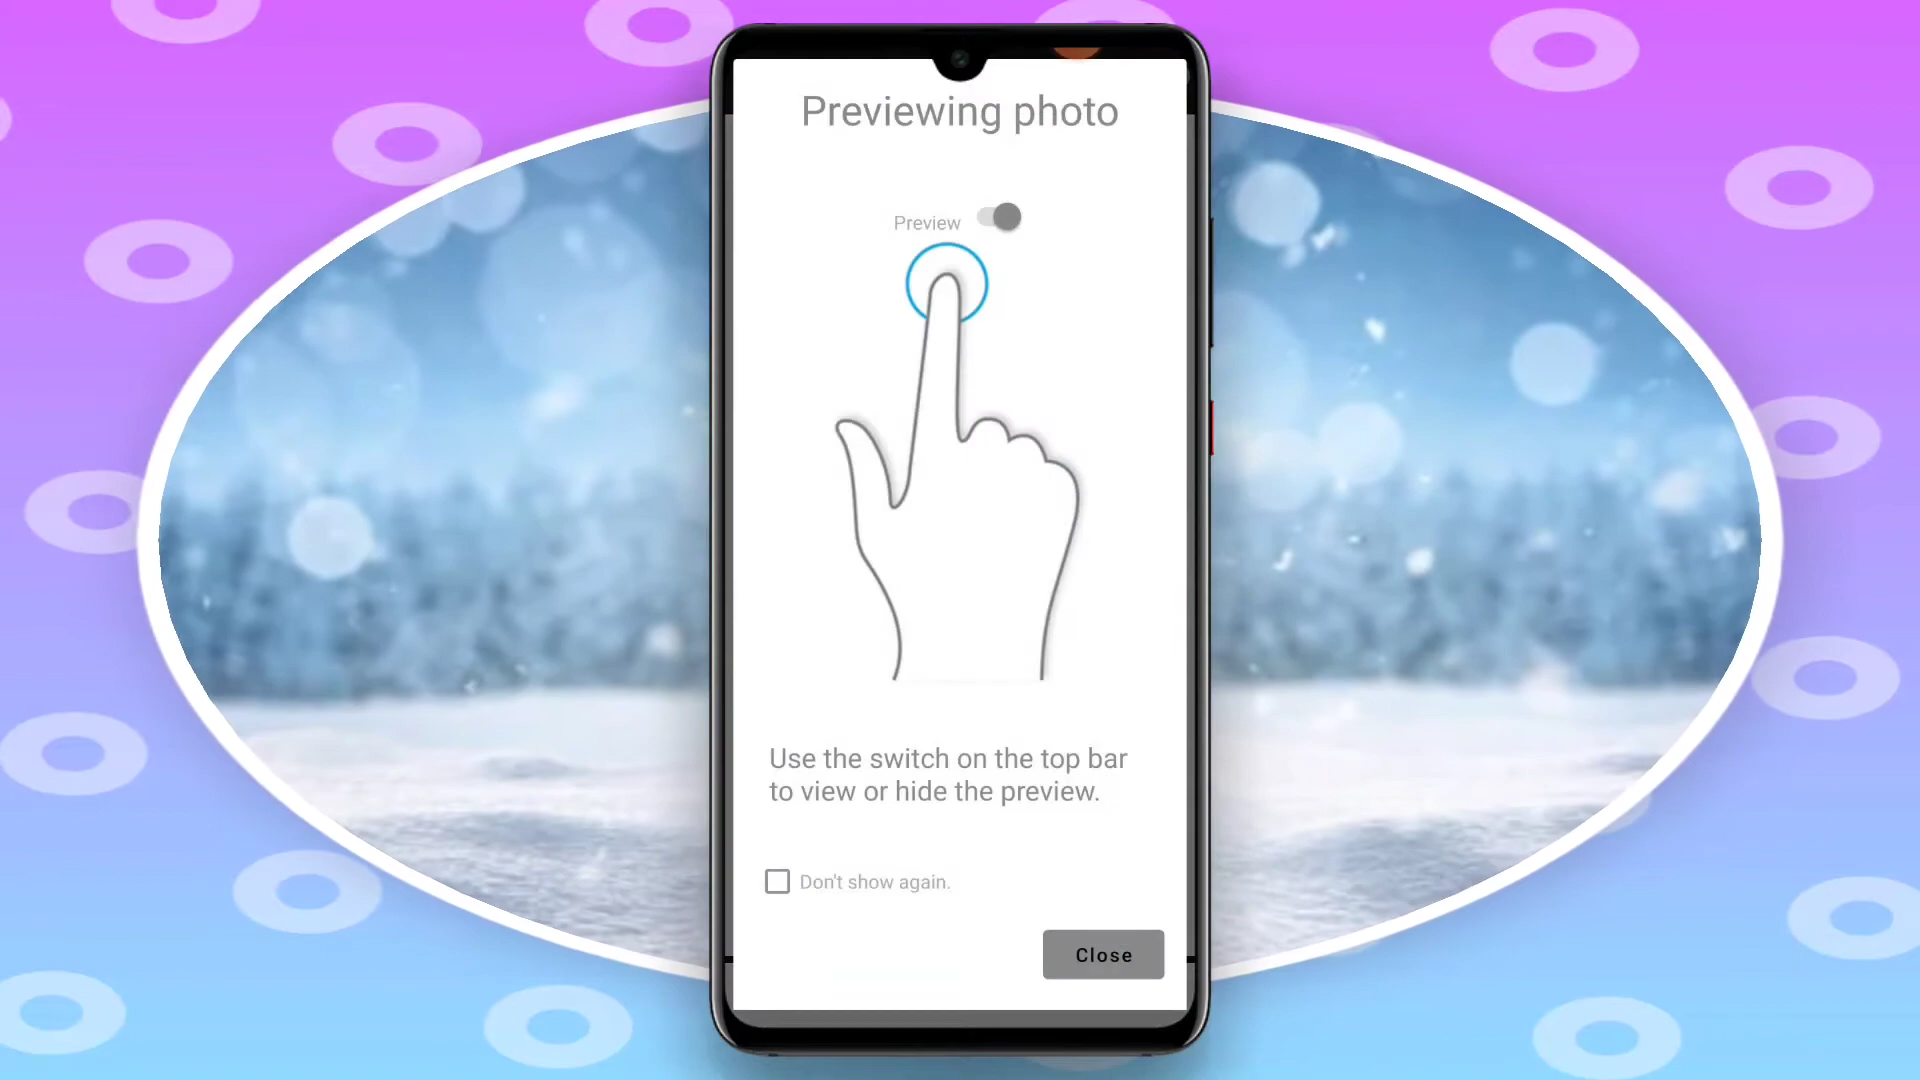 Previewing photo
Preview
Use the switch on the top bar
to view or hide the preview.
Don't show again.
Close